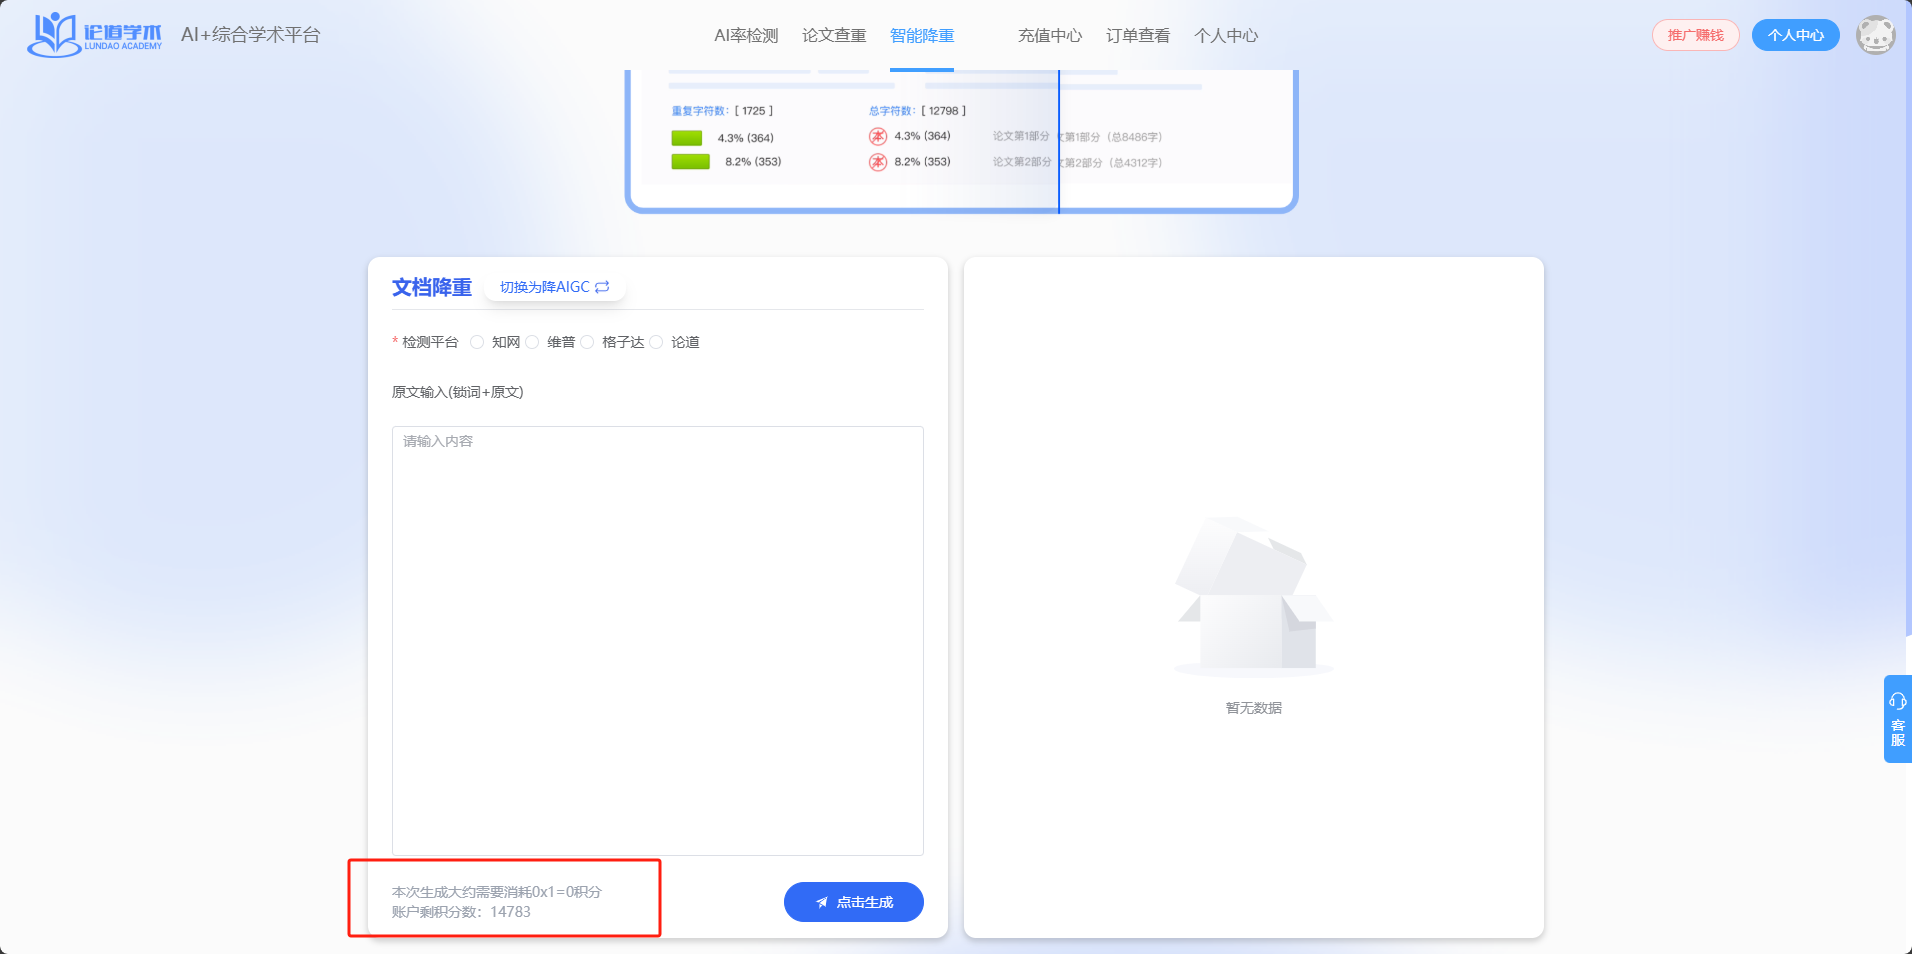 论道学术
LUNDAO ACADEMY
AI+综合学术平台
AI率检测
论文查重
智能降重
充值中心
订单查看
个人中心
推广赚钱
个人中心
重复字符数：[ 1725 ]
总字符数：[ 12798 ]
4.3% (364)
本 4.3% (364)
论文第1部分
文第1部分（总8486字）
8.2% (353)
本 8.2% (353)
论文第2部分
文第2部分（总4312字）
文档降重
切换为降AIGC
* 检测平台 知网 维普 格子达 论道
原文输入(锁词+原文)
请输入内容
暂无数据
客服
本次生成大约需要消耗0x1=0积分
账户剩积分数：14783
点击生成